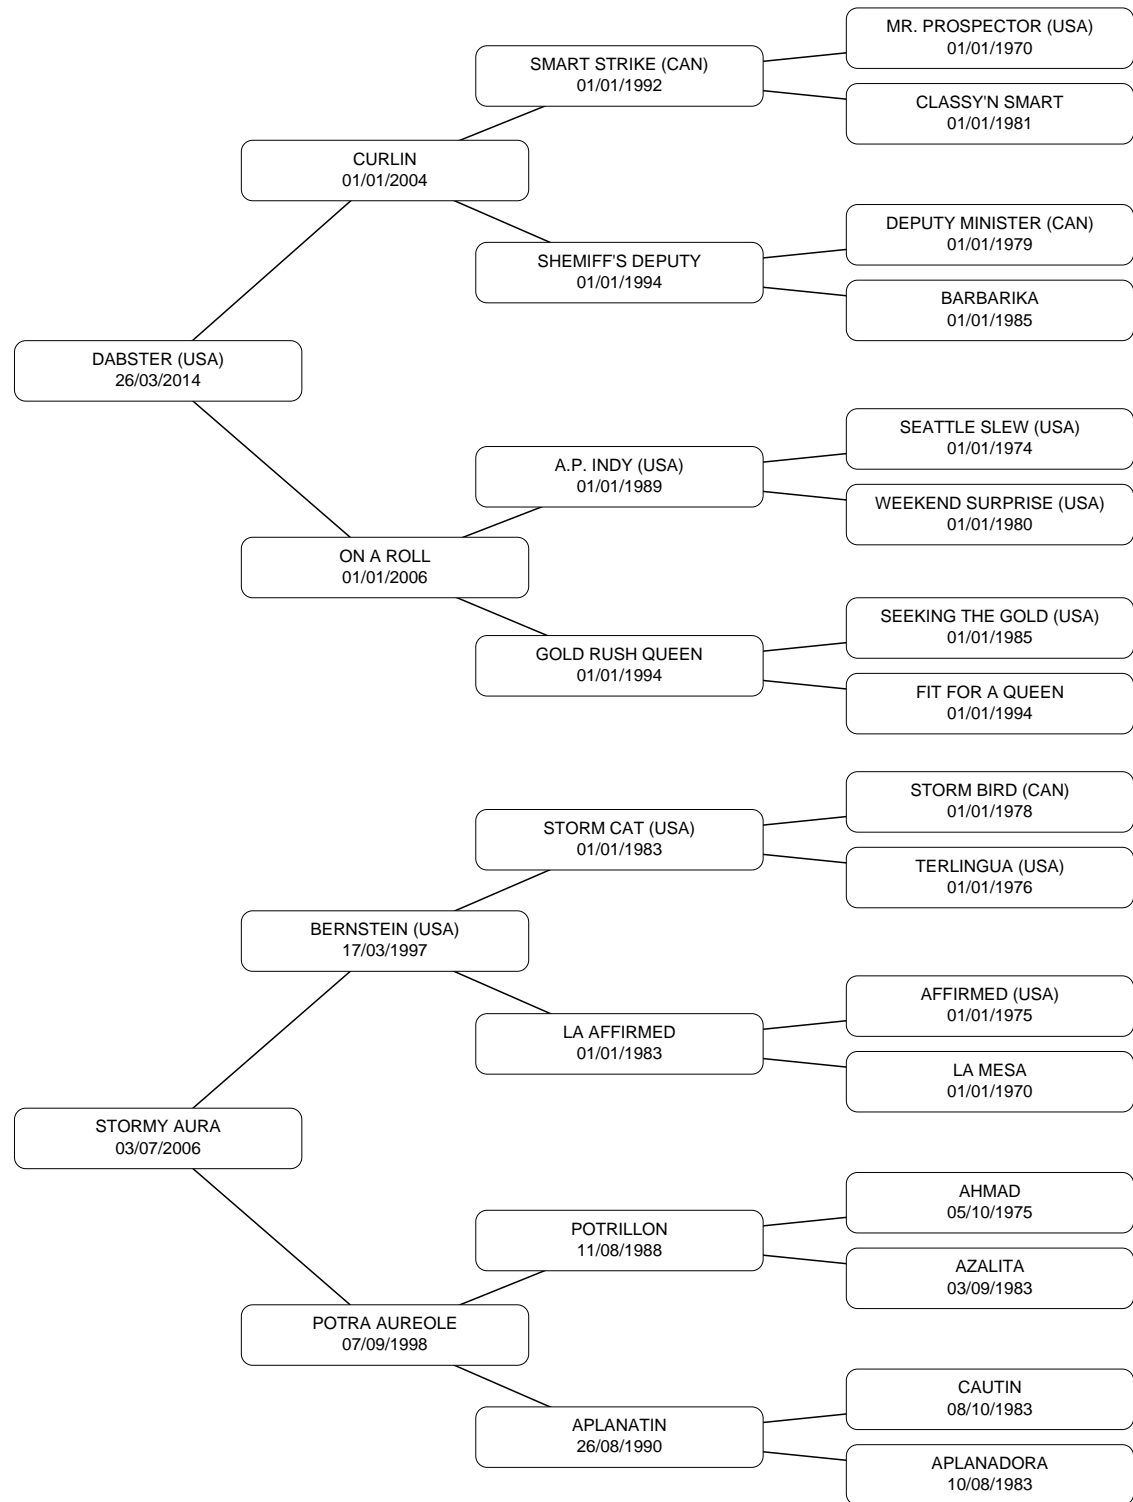 MR. PROSPECTOR (USA)
01/01/1970
SMART STRIKE (CAN)
01/01/1992
CLASSY'N SMART
01/01/1981
CURLIN
01/01/2004
DEPUTY MINISTER (CAN)
01/01/1979
SHEMIFF'S DEPUTY
01/01/1994
BARBARIKA
01/01/1985
DABSTER (USA)
26/03/2014
SEATTLE SLEW (USA)
01/01/1974
A.P. INDY (USA)
01/01/1989
WEEKEND SURPRISE (USA)
01/01/1980
ON A ROLL
01/01/2006
SEEKING THE GOLD (USA)
01/01/1985
GOLD RUSH QUEEN
01/01/1994
FIT FOR A QUEEN
01/01/1994
STORM BIRD (CAN)
01/01/1978
STORM CAT (USA)
01/01/1983
TERLINGUA (USA)
01/01/1976
BERNSTEIN (USA)
17/03/1997
AFFIRMED (USA)
01/01/1975
LA AFFIRMED
01/01/1983
LA MESA
01/01/1970
STORMY AURA
03/07/2006
AHMAD
05/10/1975
POTRILLON
11/08/1988
AZALITA
03/09/1983
POTRA AUREOLE
07/09/1998
CAUTIN
08/10/1983
APLANATIN
26/08/1990
APLANADORA
10/08/1983